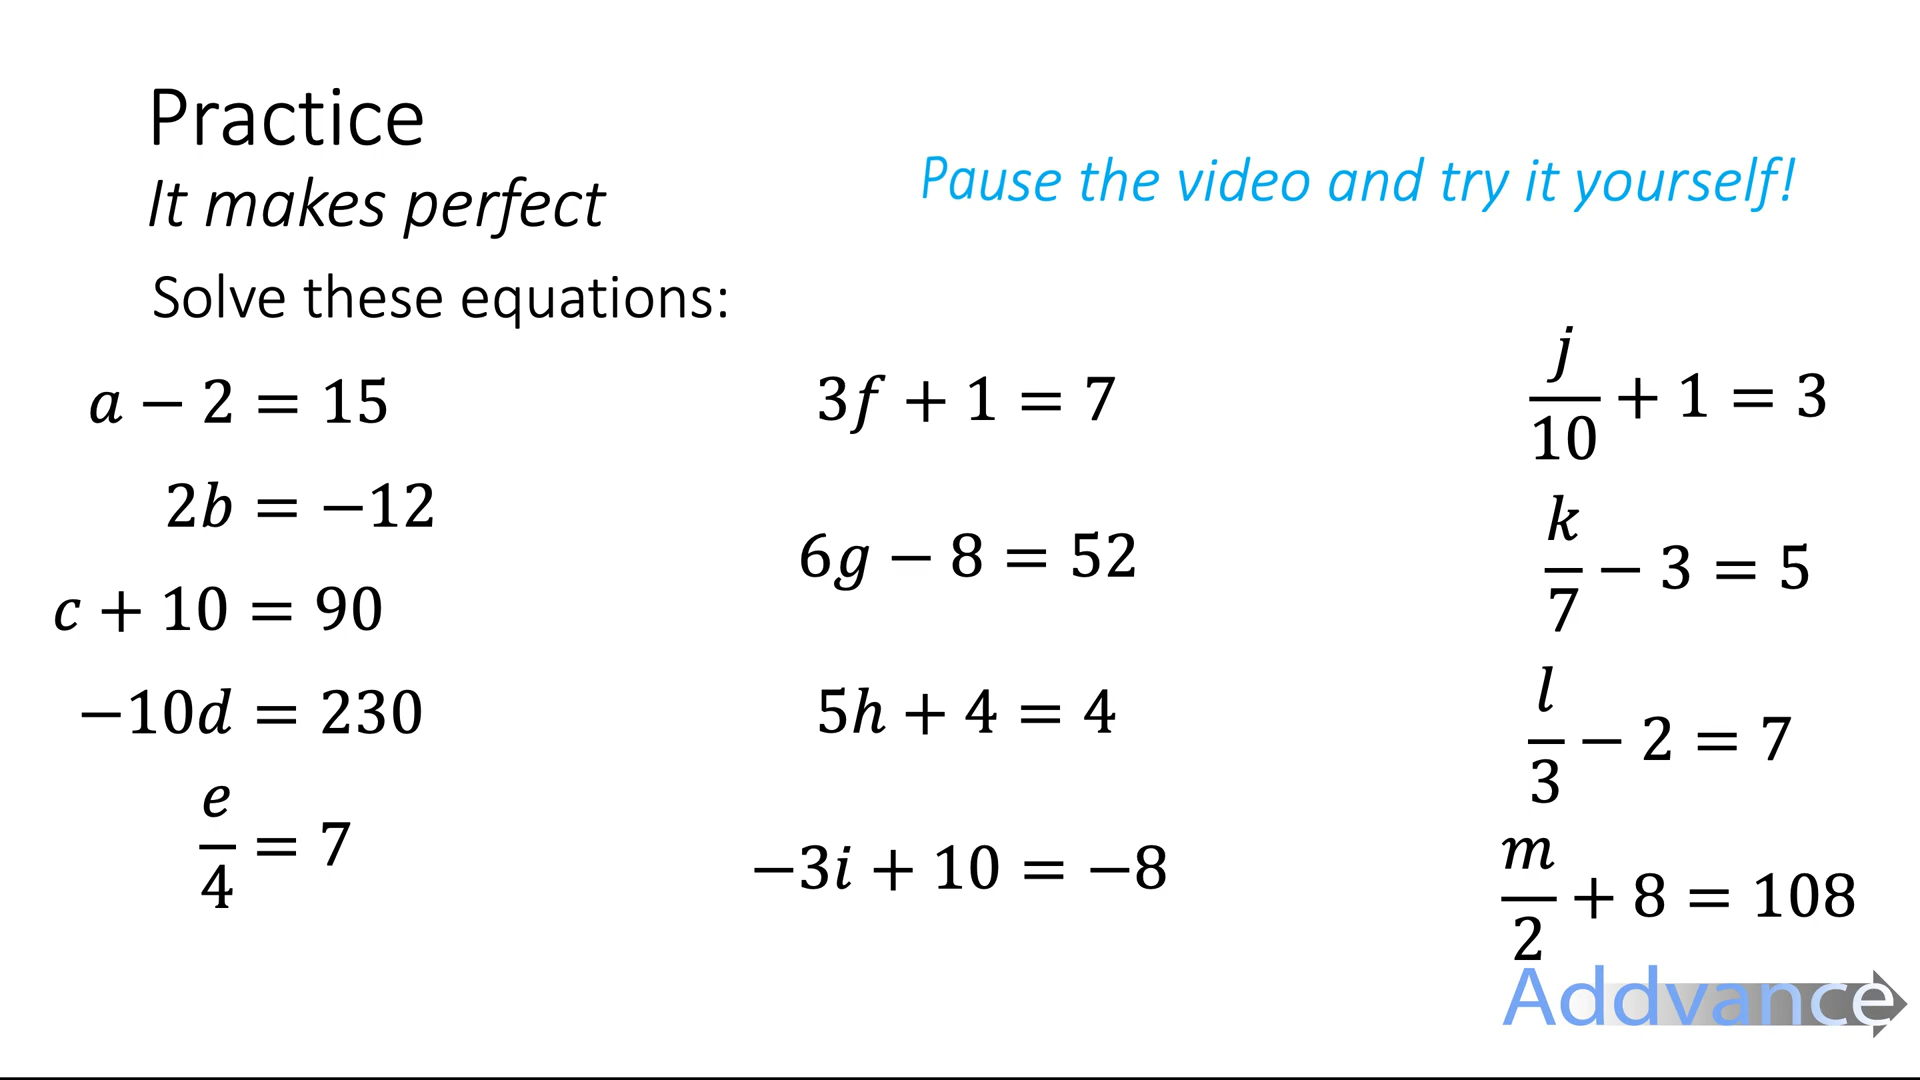 Practice
It makes perfect
Pause the video and try it yourself!
Solve these equations:
a − 2 = 15
2b = −12
c + 10 = 90
−10d = 230
e/4 = 7
3f + 1 = 7
6g − 8 = 52
5h + 4 = 4
−3i + 10 = −8
j/10 + 1 = 3
k/7 − 3 = 5
l/3 − 2 = 7
m/2 + 8 = 108
Addvance